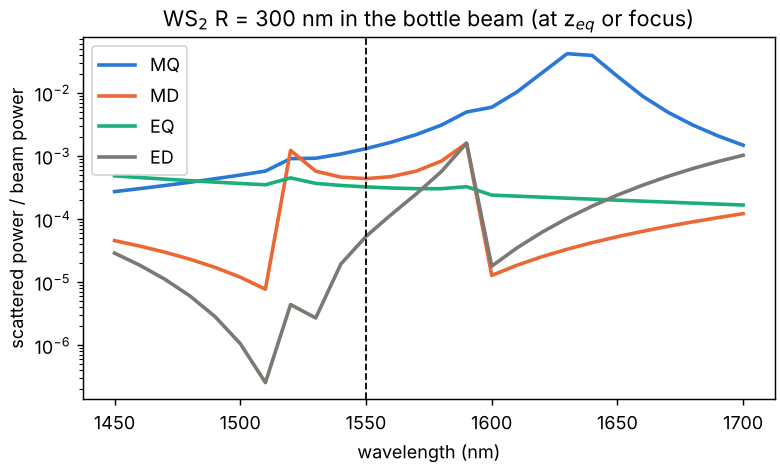 WS₂ R = 300 nm in the bottle beam (at z_eq or focus)
MQ
MD
EQ
ED
scattered power / beam power
10⁻²
10⁻³
10⁻⁴
10⁻⁵
10⁻⁶
1450 1500 1550 1600 1650 1700
wavelength (nm)